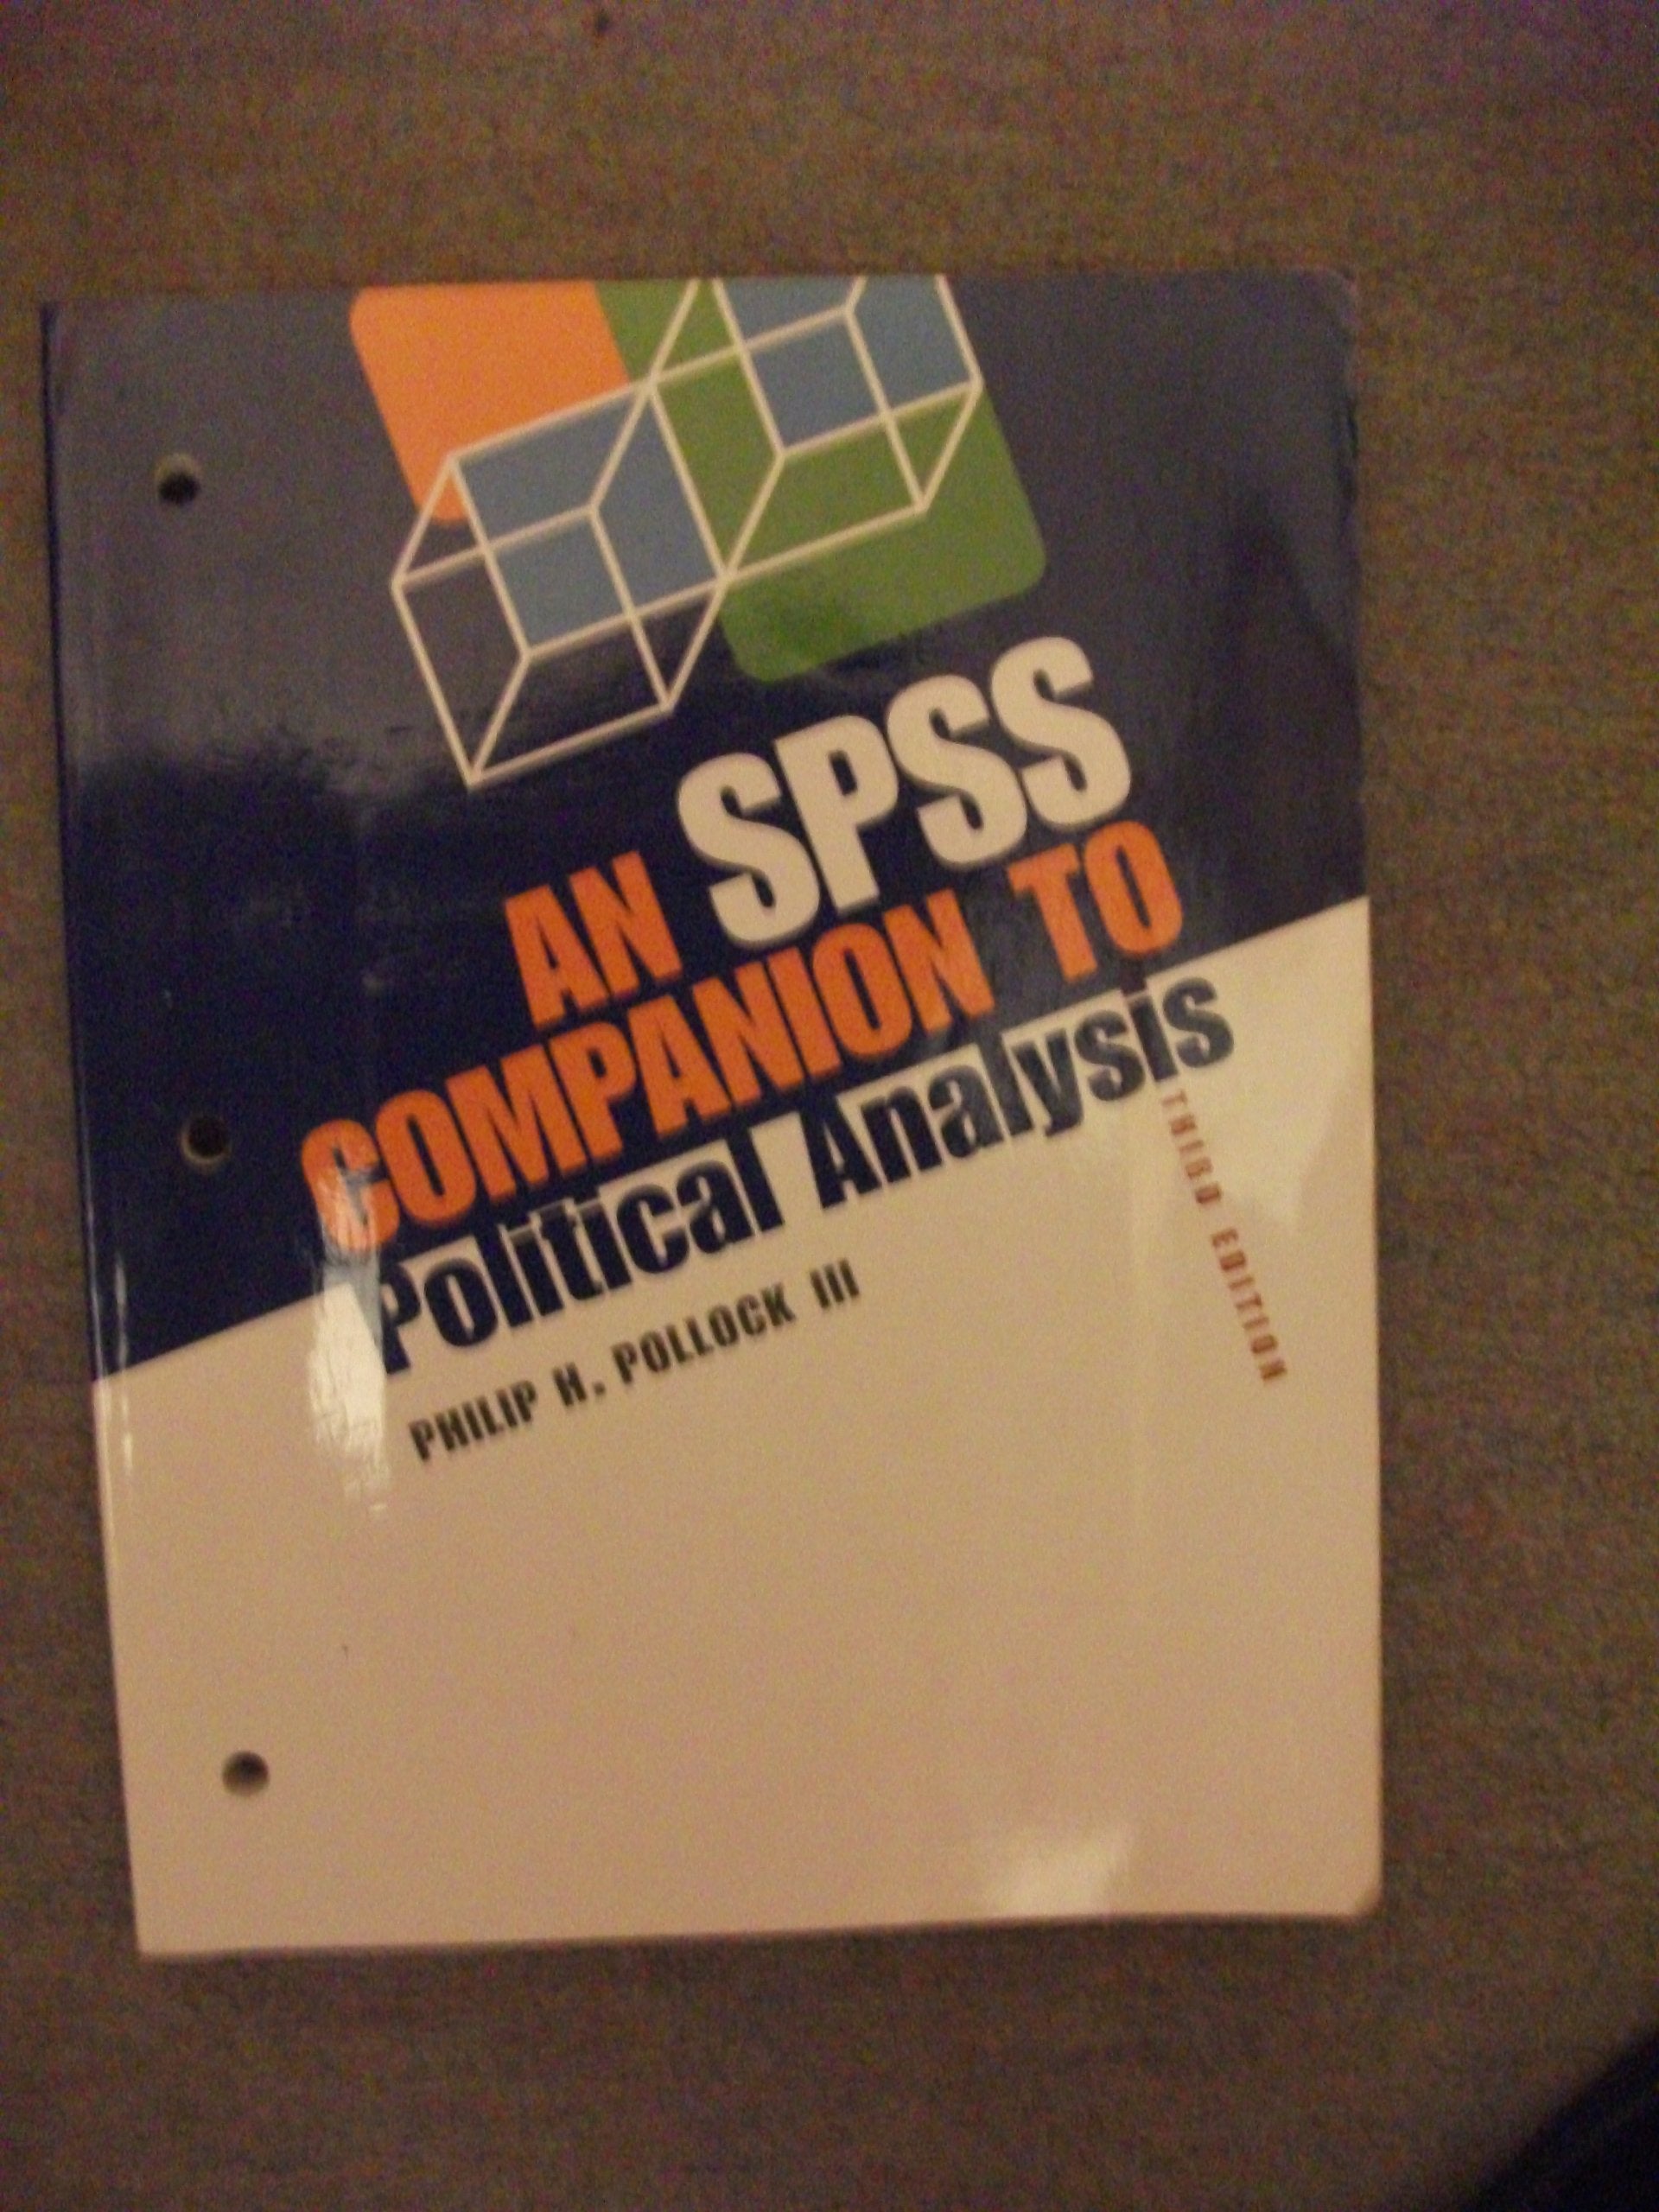 AN SPSS
COMPANION TO
Political Analysis
THIRD EDITION
PHILIP H. POLLOCK III